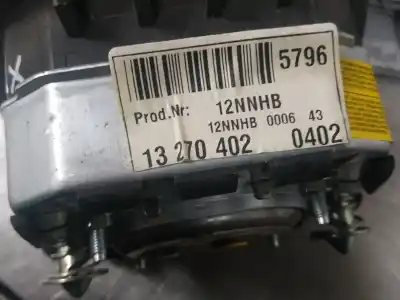 5796
Prod.Nr: 12NNHB
12NNHB 0006 43
13 270 402 0402
X